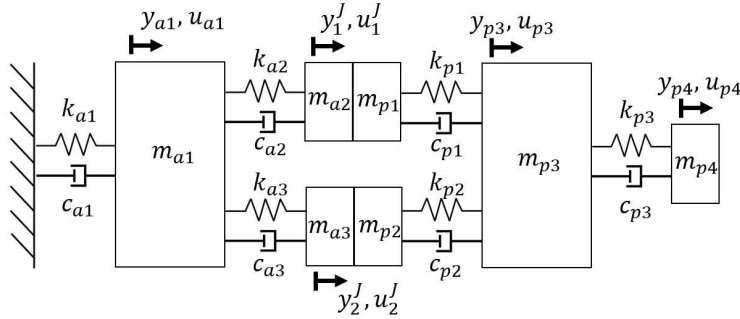 y_{a1}, u_{a1}
y_1^J, u_1^J
y_{p3}, u_{p3}
y_{p4}, u_{p4}
k_{a1}
k_{a2}
k_{p1}
k_{p3}
m_{a1}
m_{a2}
m_{p1}
m_{p3}
m_{p4}
c_{a1}
c_{a2}
c_{p1}
c_{p3}
k_{a3}
k_{p2}
m_{a3}
m_{p2}
c_{a3}
c_{p2}
y_2^J, u_2^J